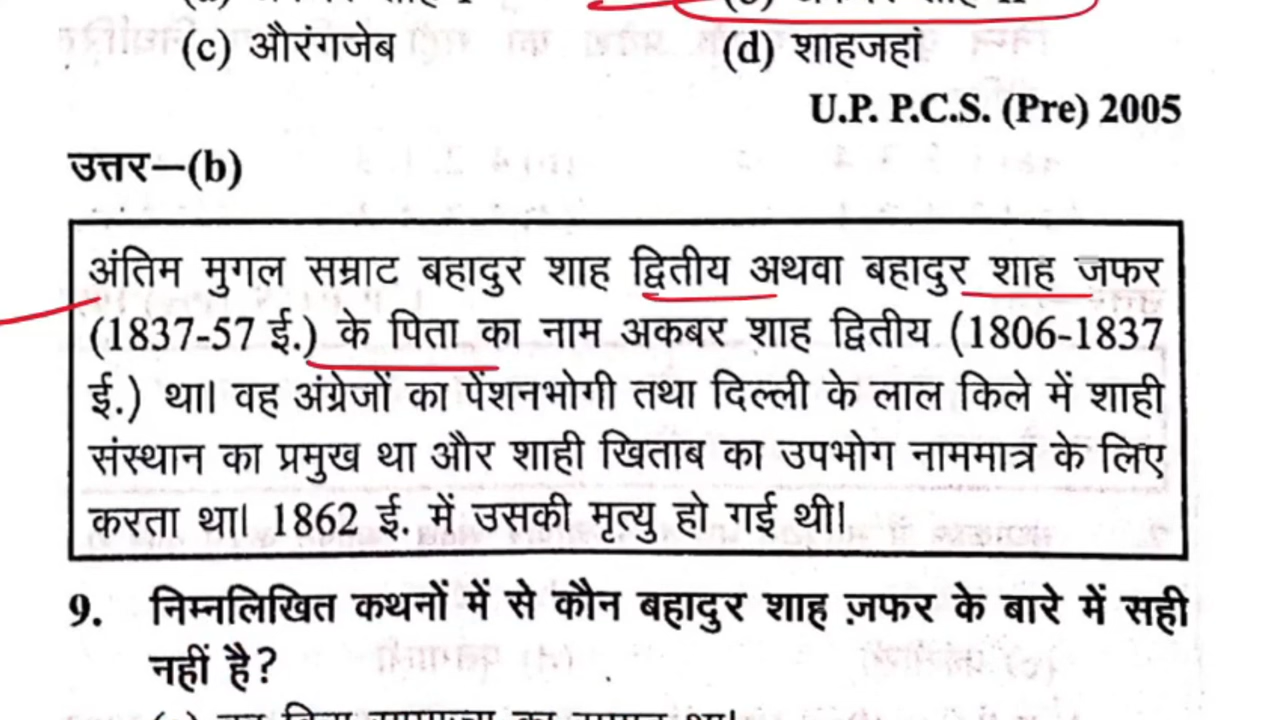 (c) औरंगजेब (d) शाहजहां
U.P. P.C.S. (Pre) 2005
उत्तर–(b)
अंतिम मुगल सम्राट बहादुर शाह द्वितीय अथवा बहादुर शाह जफर
(1837-57 ई.) के पिता का नाम अकबर शाह द्वितीय (1806-1837
ई.) था। वह अंग्रेजों का पेंशनभोगी तथा दिल्ली के लाल किले में शाही
संस्थान का प्रमुख था और शाही खिताब का उपभोग नाममात्र के लिए
करता था। 1862 ई. में उसकी मृत्यु हो गई थी।
9. निम्नलिखित कथनों में से कौन बहादुर शाह ज़फर के बारे में सही
नहीं है?